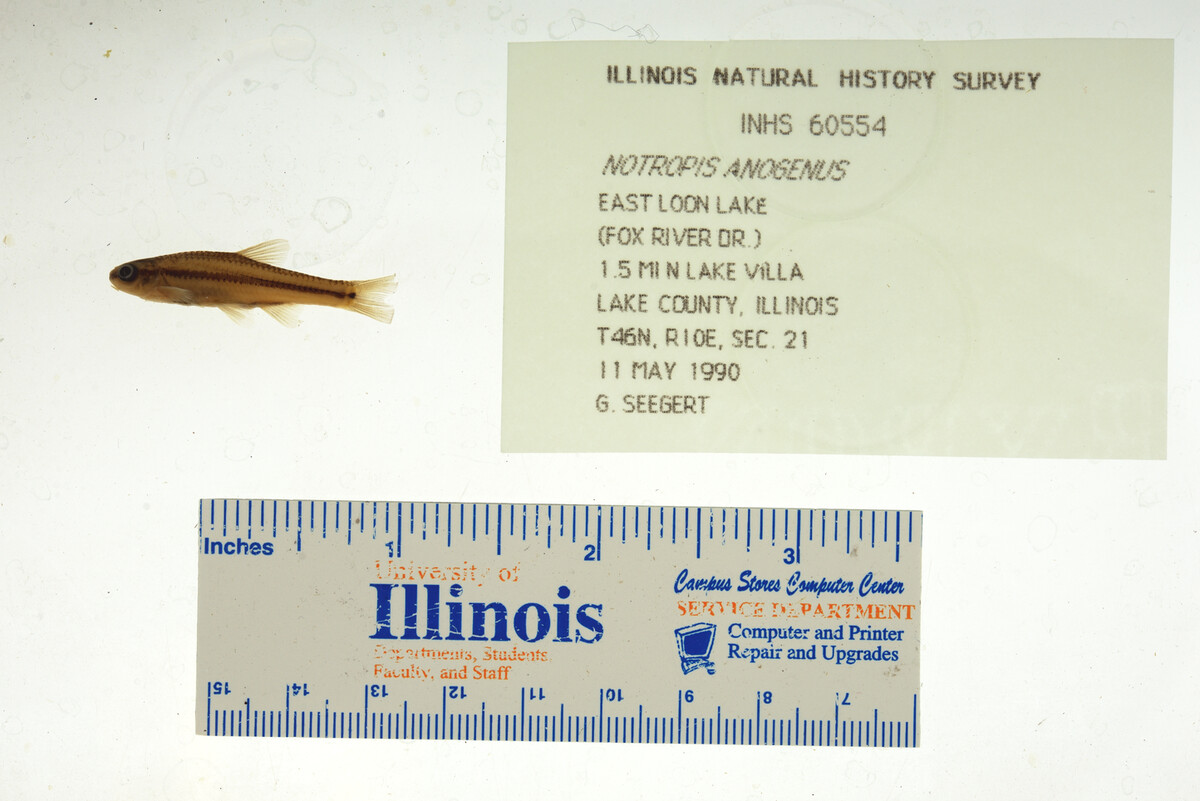 ILLINOIS NATURAL HISTORY SURVEY
INHS 60554
NOTROPIS ANOGENUS
EAST LOON LAKE
(FOX RIVER DR.)
1.5 MI N LAKE VILLA
LAKE COUNTY, ILLINOIS
T46N, R10E, SEC. 21
11 MAY 1990
G. SEEGERT
Inches 1 2 3
University of
Illinois
Departments, Students
Faculty, and Staff
Campus Stores Computer Center
SERVICE DEPARTMENT
Computer and Printer
Repair and Upgrades
15 14 13 12 11 10 9 8 7